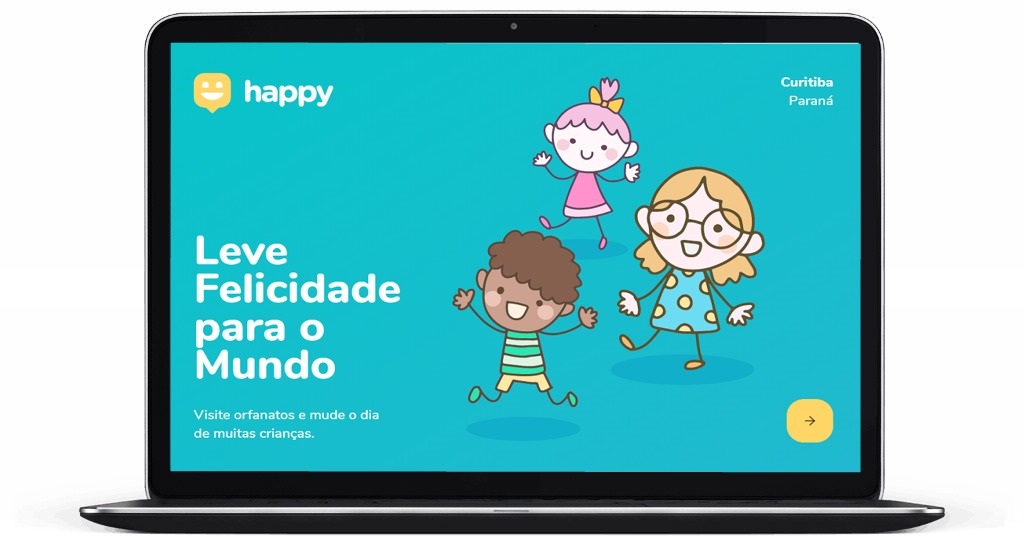 happy
Curitiba
Paraná
Leve
Felicidade
para o
Mundo
Visite orfanatos e mude o dia
de muitas crianças.